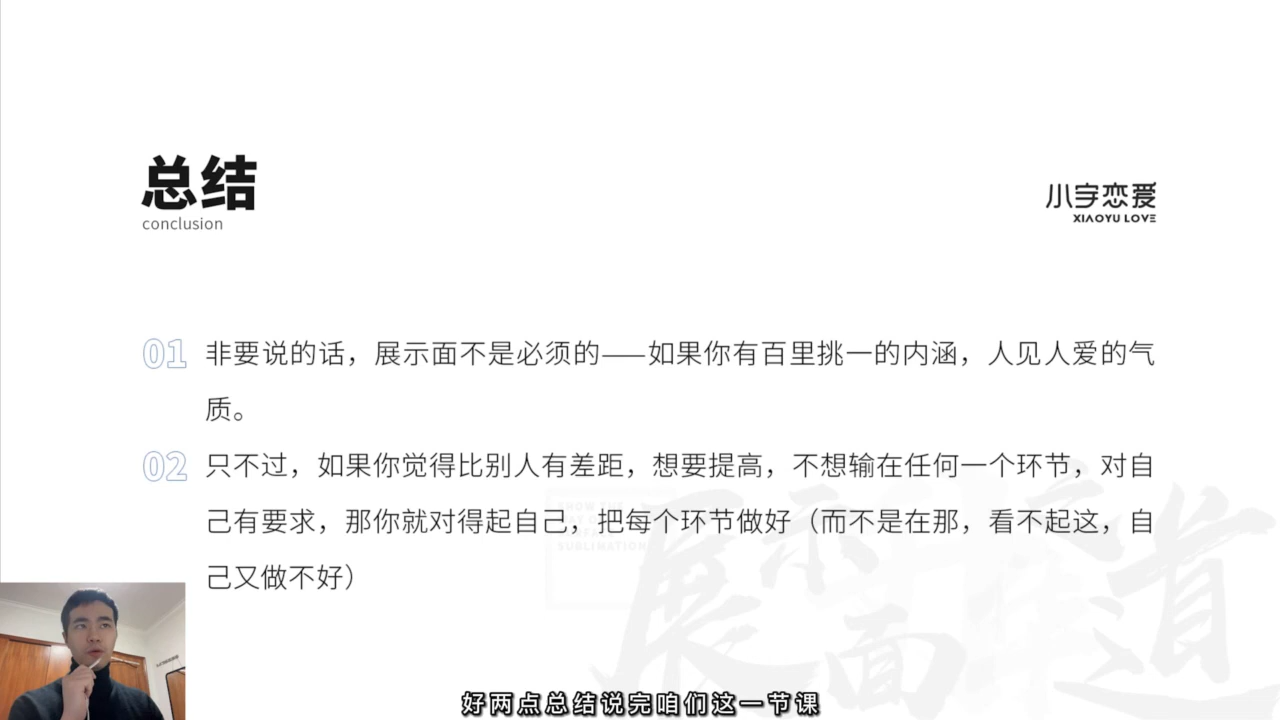 总结
conclusion
小字恋爱
XIAOYU LOVE
01 非要说的话，展示面不是必须的——如果你有百里挑一的内涵，人见人爱的气
质。
02 只不过，如果你觉得比别人有差距，想要提高，不想输在任何一个环节，对自
己有要求，那你就对得起自己，把每个环节做好（而不是在那，看不起这，自
己又做不好）
SUBLIMATION
展示面
道
好两点总结说完咱们这一节课